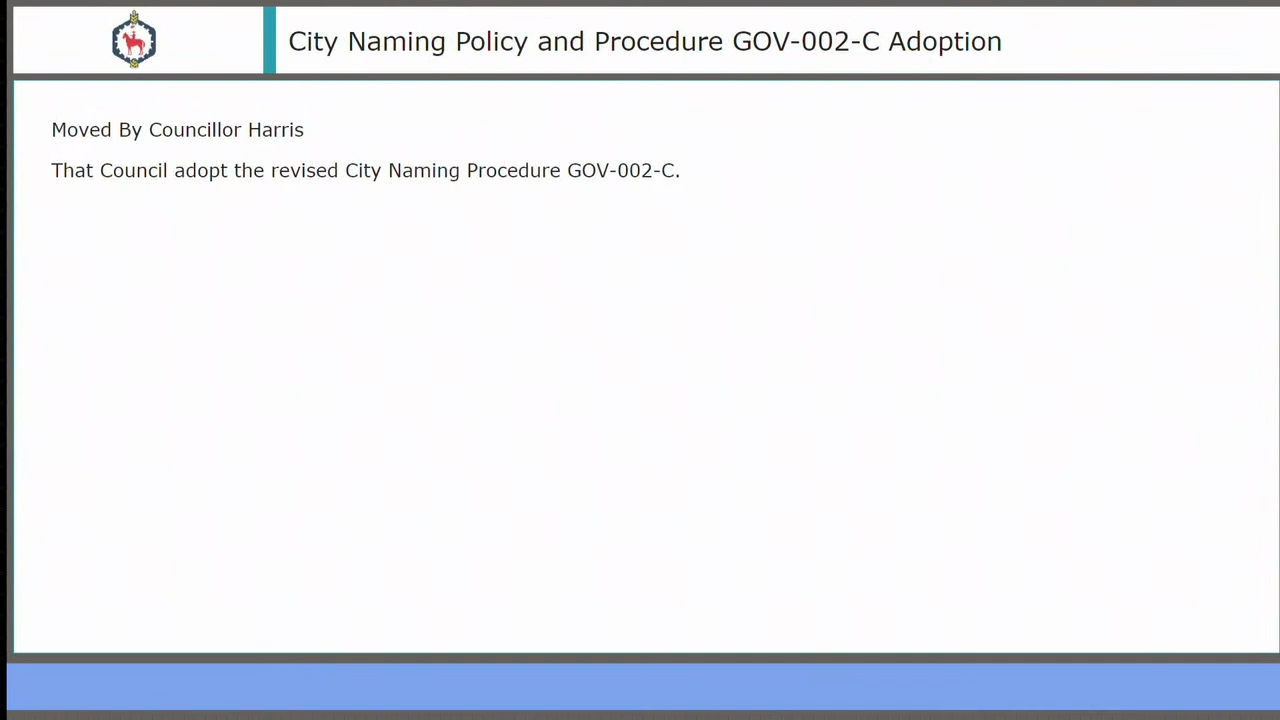 City Naming Policy and Procedure GOV-002-C Adoption
Moved By Councillor Harris
That Council adopt the revised City Naming Procedure GOV-002-C.